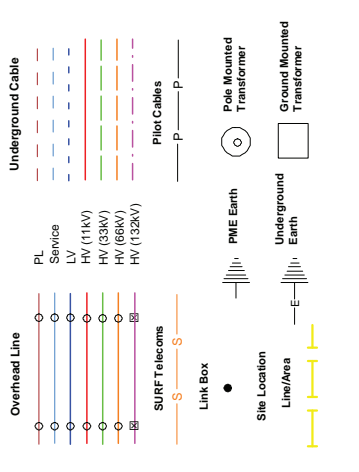 Overhead Line
Underground Cable
PL
Service
LV
HV (11kV)
HV (33kV)
HV (66kV)
HV (132kV)
SURF Telecoms
S S
Pilot Cables
P P
Link Box
PME Earth
Pole Mounted
Transformer
Site Location
Line/Area
E
Underground
Earth
Ground Mounted
Transformer